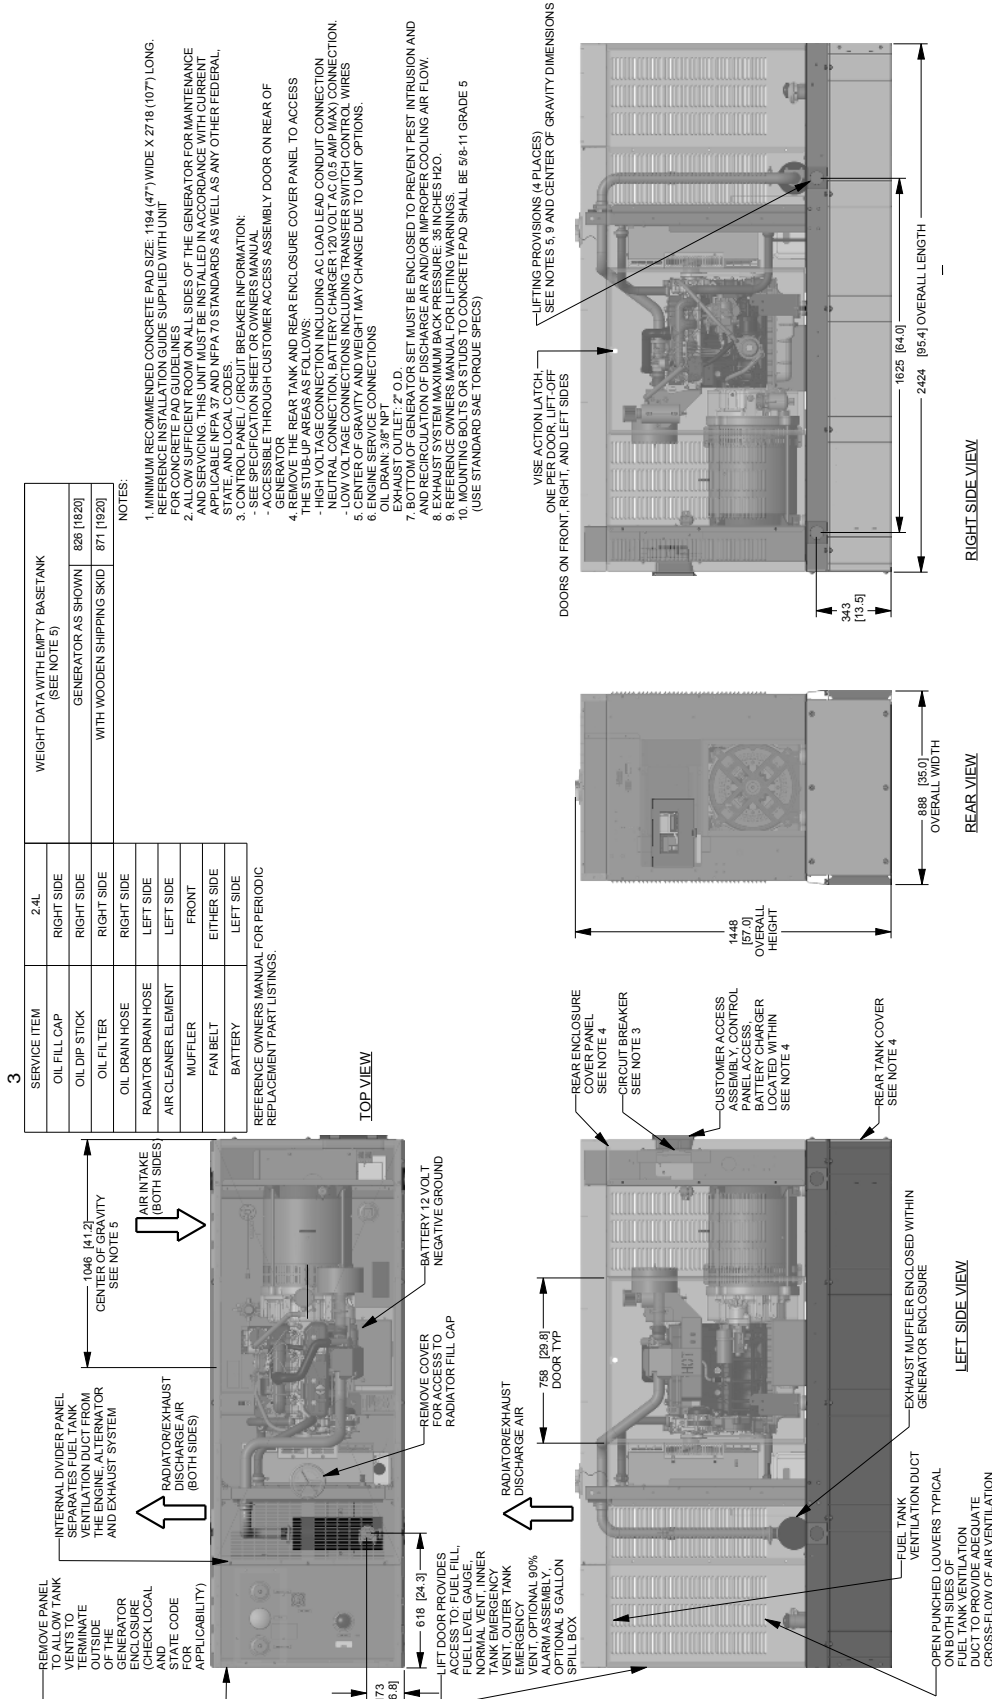 3
SERVICE ITEM 2.4L
OIL FILL CAP RIGHT SIDE
OIL DIP STICK RIGHT SIDE
OIL FILTER RIGHT SIDE
OIL DRAIN HOSE RIGHT SIDE
RADIATOR DRAIN HOSE LEFT SIDE
AIR CLEANER ELEMENT LEFT SIDE
MUFFLER FRONT
FAN BELT EITHER SIDE
BATTERY LEFT SIDE
REFERENCE OWNERS MANUAL FOR PERIODIC
REPLACEMENT PART LISTINGS.
WEIGHT DATA WITH EMPTY BASETANK
(SEE NOTE 5)
GENERATOR AS SHOWN 826 [1820]
WITH WOODEN SHIPPING SKID 871 [1920]
NOTES:
1. MINIMUM RECOMMENDED CONCRETE PAD SIZE: 1194 (47") WIDE X 2718 (107") LONG.
REFERENCE INSTALLATION GUIDE SUPPLIED WITH UNIT
FOR CONCRETE PAD GUIDELINES
2. ALLOW SUFFICIENT ROOM ON ALL SIDES OF THE GENERATOR FOR MAINTENANCE
AND SERVICING. THIS UNIT MUST BE INSTALLED IN ACCORDANCE WITH CURRENT
APPLICABLE NFPA 37 AND NFPA 70 STANDARDS AS WELL AS ANY OTHER FEDERAL,
STATE, AND LOCAL CODES.
3. CONTROL PANEL / CIRCUIT BREAKER INFORMATION:
- SEE SPECIFICATION SHEET OR OWNERS MANUAL
- ACCESSIBLE THROUGH CUSTOMER ACCESS ASSEMBLY DOOR ON REAR OF
GENERATOR
4. REMOVE THE REAR TANK AND REAR ENCLOSURE COVER PANEL TO ACCESS
THE STUB-UP AREAS AS FOLLOWS:
- HIGH VOLTAGE CONNECTION INCLUDING AC LOAD LEAD CONDUIT CONNECTION
NEUTRAL CONNECTION, BATTERY CHARGER 120 VOLT AC (0.5 AMP MAX) CONNECTION.
- LOW VOLTAGE CONNECTIONS INCLUDING TRANSFER SWITCH CONTROL WIRES
5. CENTER OF GRAVITY AND WEIGHT MAY CHANGE DUE TO UNIT OPTIONS.
6. ENGINE SERVICE CONNECTIONS
OIL DRAIN: 3/8" NPT
EXHAUST OUTLET: 2" O.D.
7. BOTTOM OF GENERATOR SET MUST BE ENCLOSED TO PREVENT PEST INTRUSION AND
AND RECIRCULATION OF DISCHARGE AIR AND/OR IMPROPER COOLING AIR FLOW.
8. EXHAUST SYSTEM MAXIMUM BACK PRESSURE: 35 INCHES H2O.
9. REFERENCE OWNERS MANUAL FOR LIFTING WARNINGS.
10. MOUNTING BOLTS OR STUDS TO CONCRETE PAD SHALL BE 5/8-11 GRADE 5
(USE STANDARD SAE TORQUE SPECS)
REMOVE PANEL
TO ALLOW TANK
VENTS TO
TERMINATE
OUTSIDE
OF THE
GENERATOR
ENCLOSURE
(CHECK LOCAL
AND
STATE CODE
FOR
APPLICABILITY)
INTERNAL DIVIDER PANEL
SEPARATES FUEL TANK
VENTILATION DUCT FROM
THE ENGINE, ALTERNATOR
AND EXHAUST SYSTEM
RADIATOR/EXHAUST
DISCHARGE AIR
(BOTH SIDES)
1046 [41.2]
CENTER OF GRAVITY
SEE NOTE 5
AIR INTAKE
(BOTH SIDES)
618 [24.3]
REMOVE COVER
FOR ACCESS TO
RADIATOR FILL CAP
BATTERY 12 VOLT
NEGATIVE GROUND
TOP VIEW
LIFT DOOR PROVIDES
ACCESS TO: FUEL FILL,
FUEL LEVEL GAUGE,
NORMAL VENT, INNER
TANK EMERGENCY
VENT, OUTER TANK
EMERGENCY
VENT, OPTIONAL 90%
ALARM ASSEMBLY,
OPTIONAL 5 GALLON
SPILL BOX
RADIATOR/EXHAUST
DISCHARGE AIR
758 [29.8]
DOOR TYP
REAR ENCLOSURE
COVER PANEL
SEE NOTE 4
CIRCUIT BREAKER
SEE NOTE 3
CUSTOMER ACCESS
ASSEMBLY, CONTROL
PANEL ACCESS,
BATTERY CHARGER
LOCATED WITHIN
SEE NOTE 4
REAR TANK COVER
SEE NOTE 4
EXHAUST MUFFLER ENCLOSED WITHIN
GENERATOR ENCLOSURE
FUEL TANK
VENTILATION DUCT
OPEN PUNCHED LOUVERS TYPICAL
ON BOTH SIDES OF
FUEL TANK VENTILATION
DUCT TO PROVIDE ADEQUATE
CROSS-FLOW OF AIR VENTILATION
LEFT SIDE VIEW
1448
[57.0]
OVERALL
HEIGHT
888 [35.0]
OVERALL WIDTH
REAR VIEW
VISE ACTION LATCH,
ONE PER DOOR, LIFT-OFF
DOORS ON FRONT, RIGHT, AND LEFT SIDES
LIFTING PROVISIONS (4 PLACES)
SEE NOTES 5, 9 AND CENTER OF GRAVITY DIMENSIONS
343
[13.5]
1625 [64.0]
2424 [95.4] OVERALL LENGTH
RIGHT SIDE VIEW